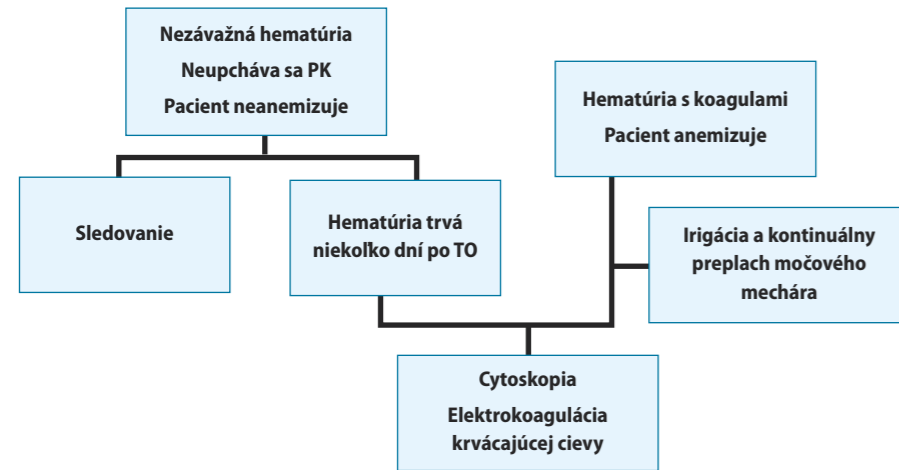 Nezávažná hematúria
Neupcháva sa PK
Pacient neanemizuje
Hematúria s koagulami
Pacient anemizuje
Sledovanie
Hematúria trvá
niekoľko dní po TO
Irigácia a kontinuálny
preplach močového
mechára
Cytoskopia
Elektrokoagulácia
krvácajúcej cievy